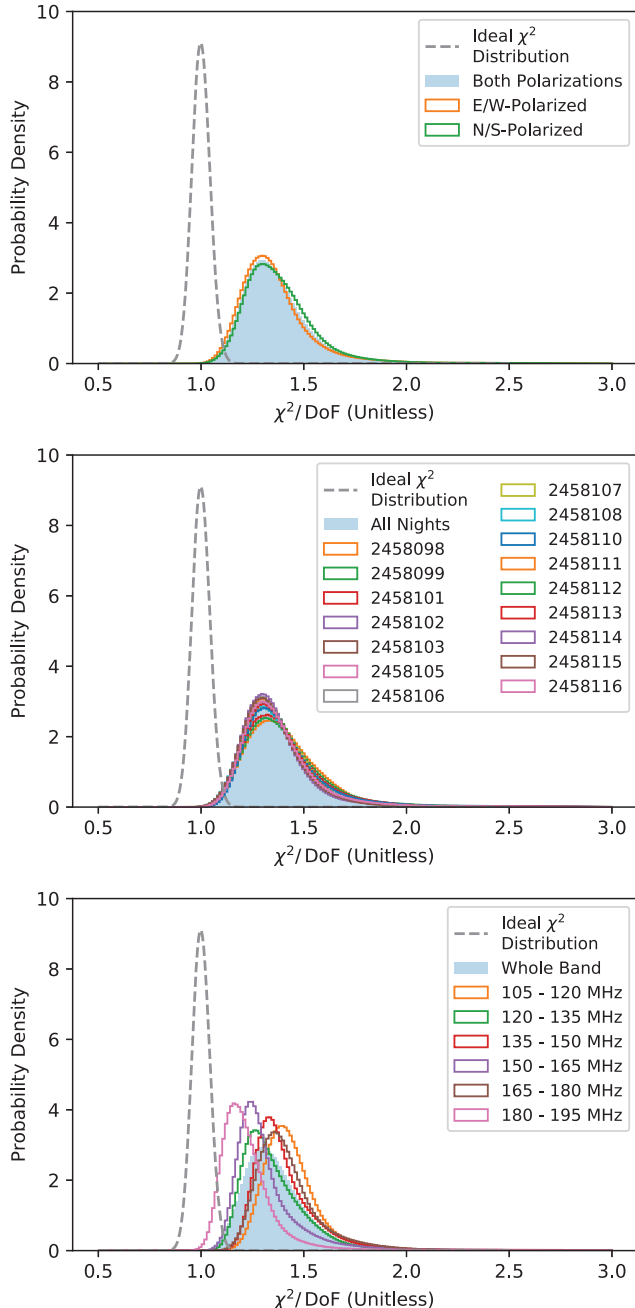 10
8
6
4
2
0
Probability Density
Ideal χ²
Distribution
Both Polarizations
E/W-Polarized
N/S-Polarized
0.5 1.0 1.5 2.0 2.5 3.0
χ²/DoF (Unitless)
10
8
6
4
2
0
Probability Density
Ideal χ²
Distribution
All Nights
2458098
2458099
2458101
2458102
2458103
2458105
2458106
2458107
2458108
2458110
2458111
2458112
2458113
2458114
2458115
2458116
0.5 1.0 1.5 2.0 2.5 3.0
χ²/DoF (Unitless)
10
8
6
4
2
0
Probability Density
Ideal χ²
Distribution
Whole Band
105 - 120 MHz
120 - 135 MHz
135 - 150 MHz
150 - 165 MHz
165 - 180 MHz
180 - 195 MHz
0.5 1.0 1.5 2.0 2.5 3.0
χ²/DoF (Unitless)